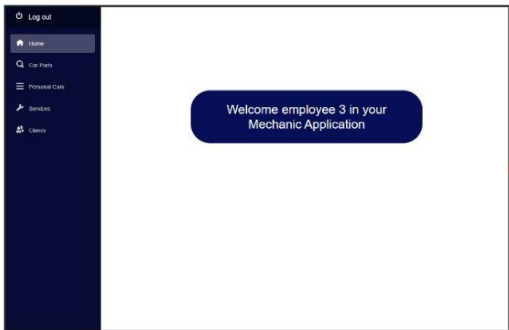 Log out
Home
Car Parts
Personal Cars
Services
Clients
Welcome employee 3 in your
Mechanic Application